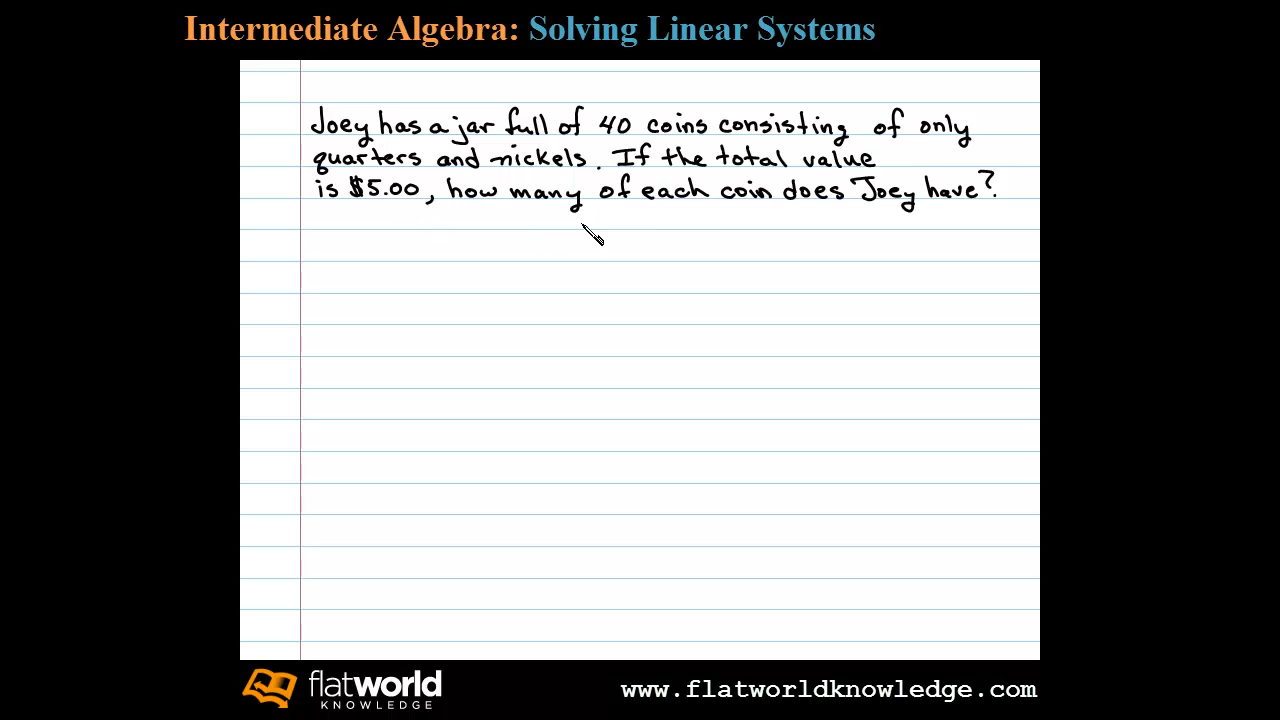 Intermediate Algebra: Solving Linear Systems
Joey has a jar full of 40 coins consisting of only
quarters and nickels. If the total value
is $5.00, how many of each coin does Joey have?
flatworld
KNOWLEDGE
www.flatworldknowledge.com